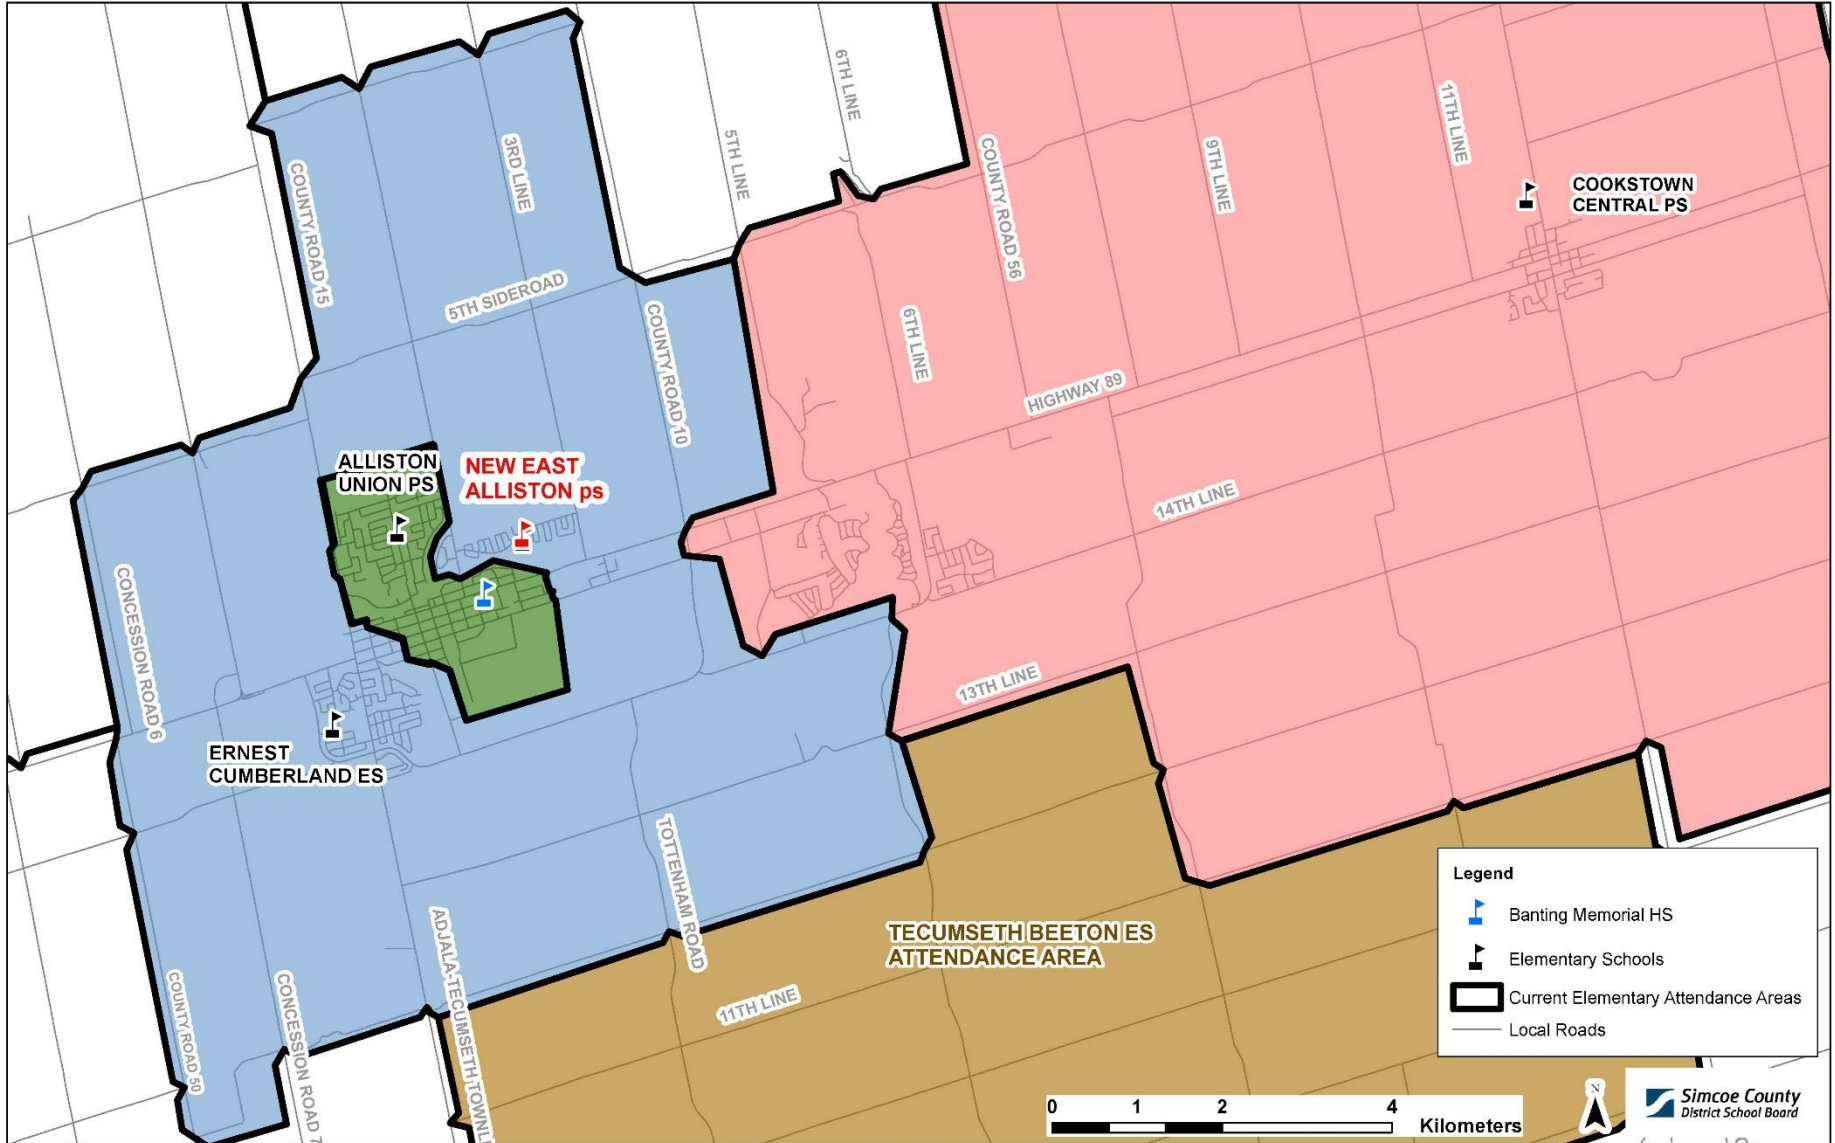 6TH LINE
5TH LINE
3RD LINE
COUNTY ROAD 15
COUNTY ROAD 56
9TH LINE
11TH LINE
COOKSTOWN
CENTRAL PS
5TH SIDEROAD
COUNTY ROAD 10
6TH LINE
HIGHWAY 89
ALLISTON
UNION PS
NEW EAST
ALLISTON ps
14TH LINE
CONCESSION ROAD 6
13TH LINE
ERNEST
CUMBERLAND ES
TOTTENHAM ROAD
ADJALA-TECUMSETH TOWNL
TECUMSETH BEETON ES
ATTENDANCE AREA
11TH LINE
COUNTY ROAD 50
CONCESSION ROAD 7
Legend
Banting Memorial HS
Elementary Schools
Current Elementary Attendance Areas
Local Roads
0 1 2 4
Kilometers
N
Simcoe County
District School Board